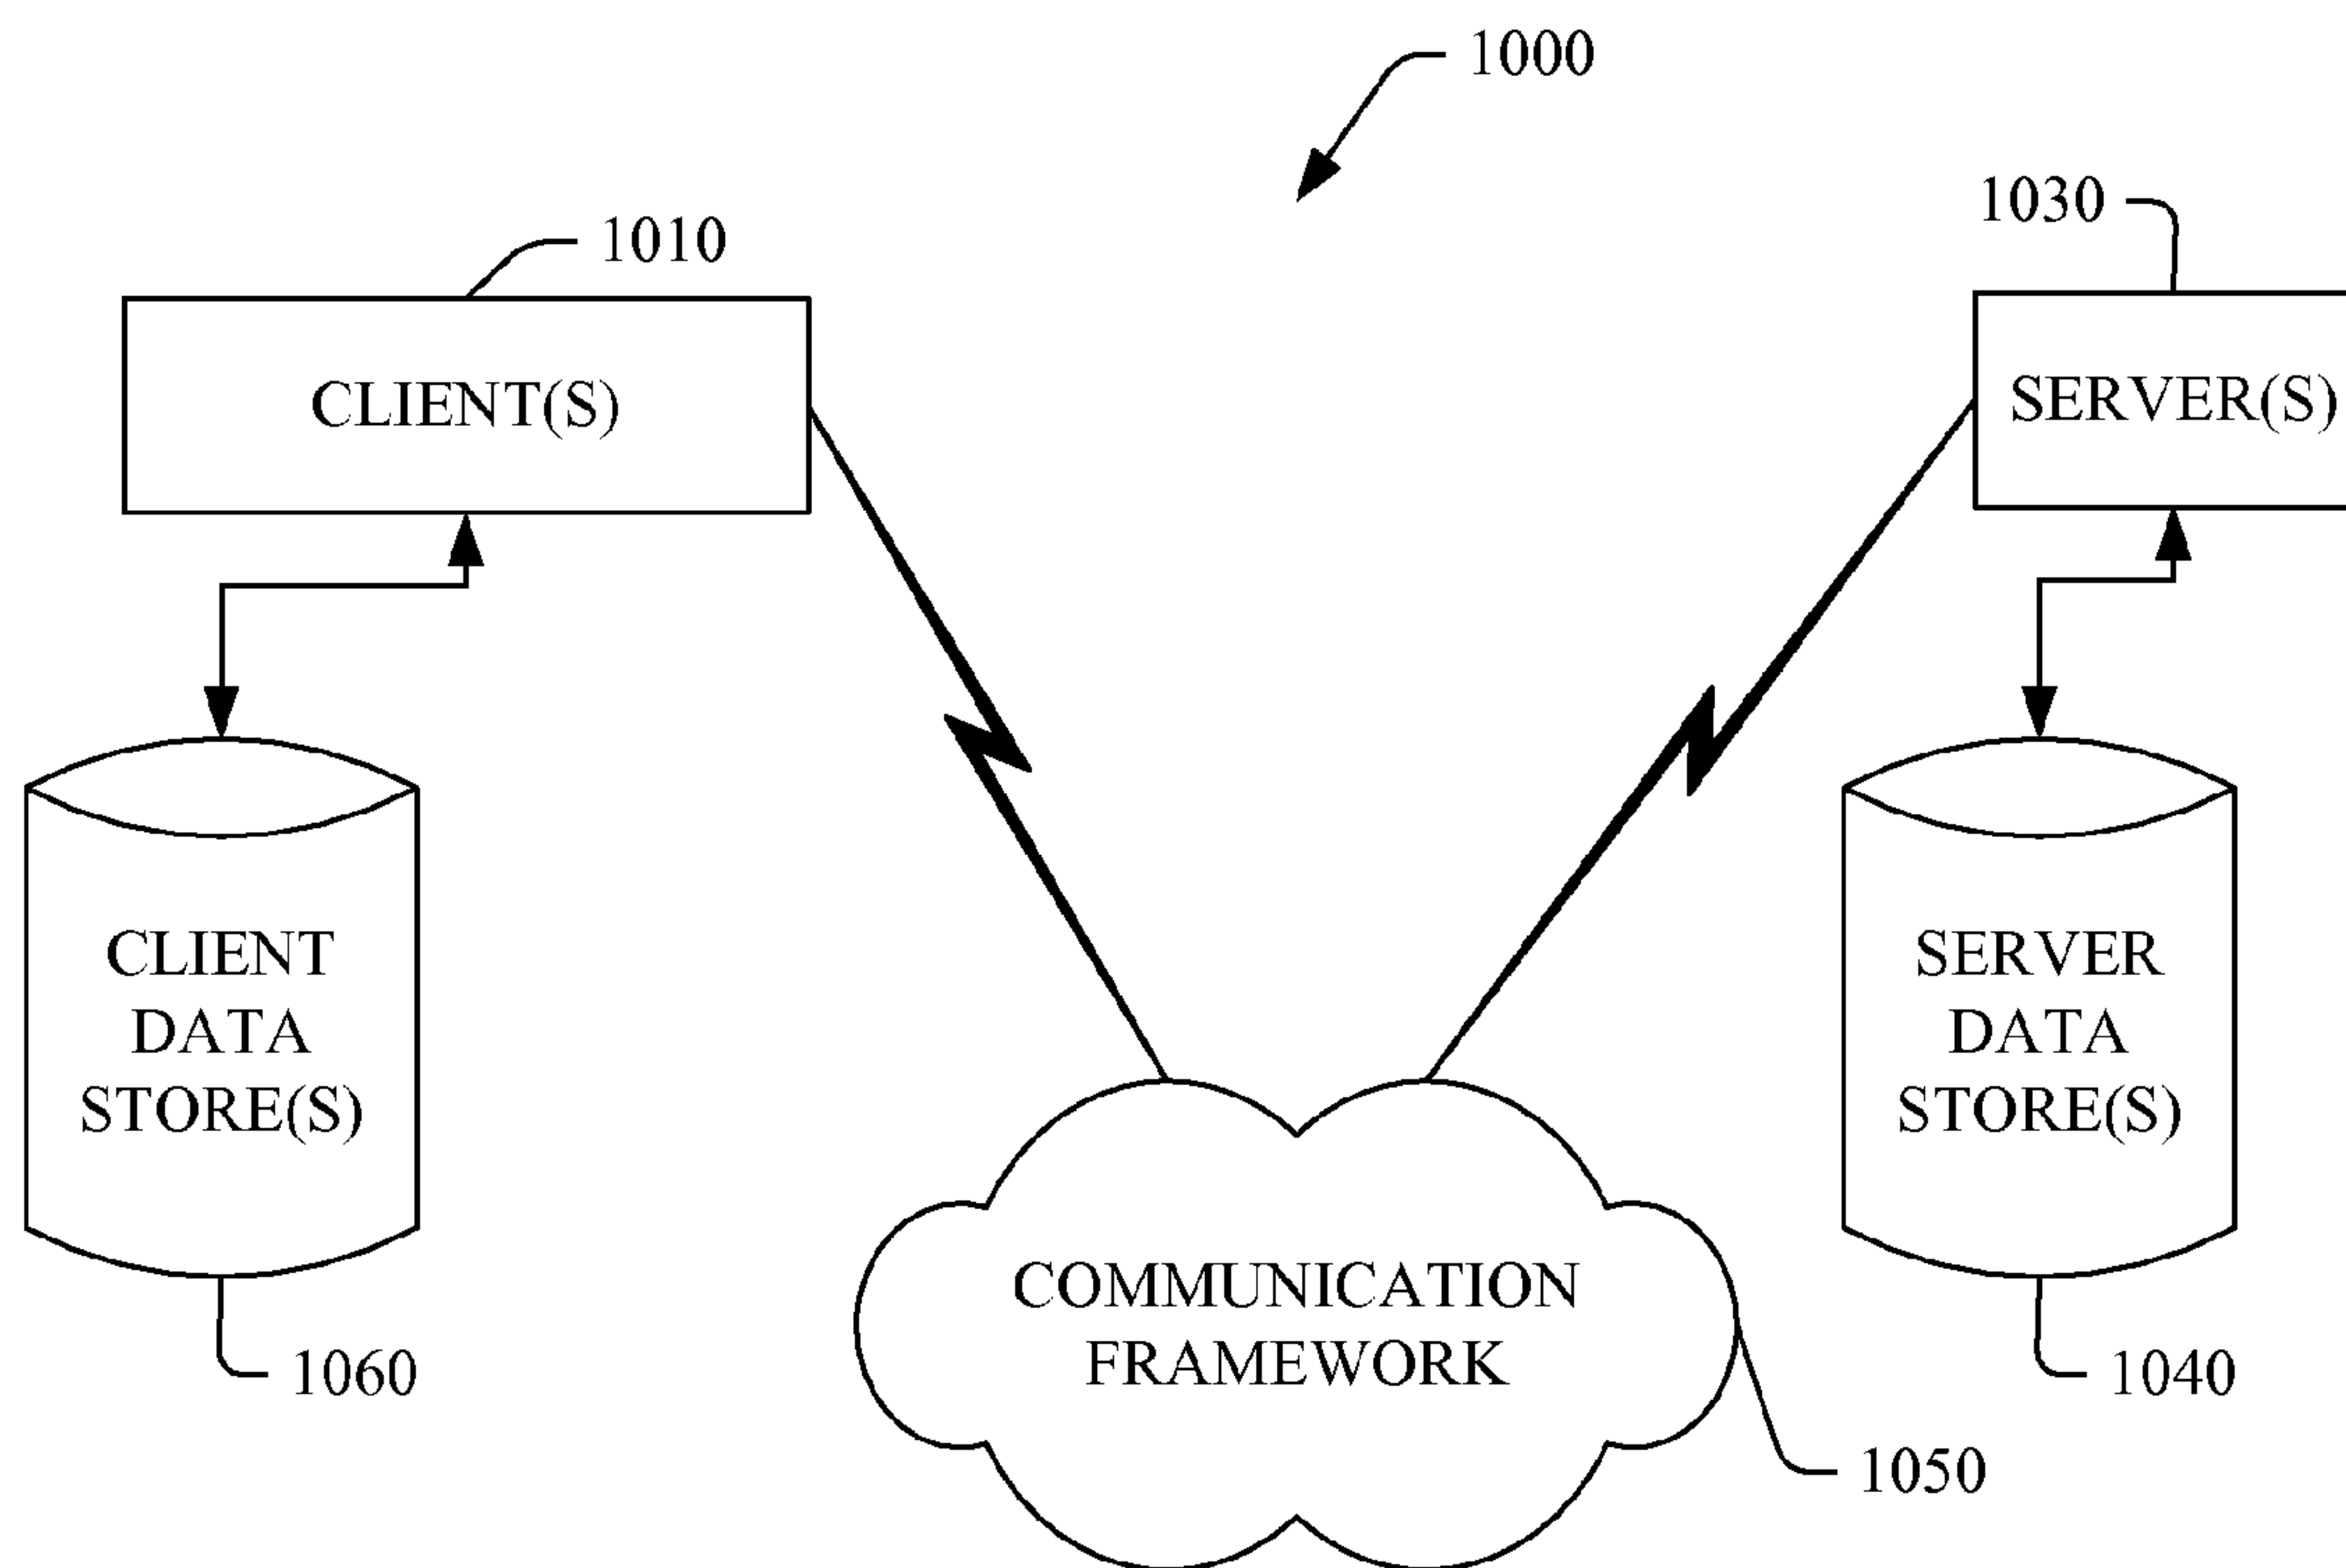 1000
1010
1030
CLIENT(S)
SERVER(S)
CLIENT
DATA
STORE(S)
SERVER
DATA
STORE(S)
COMMUNICATION
FRAMEWORK
1060
1040
1050